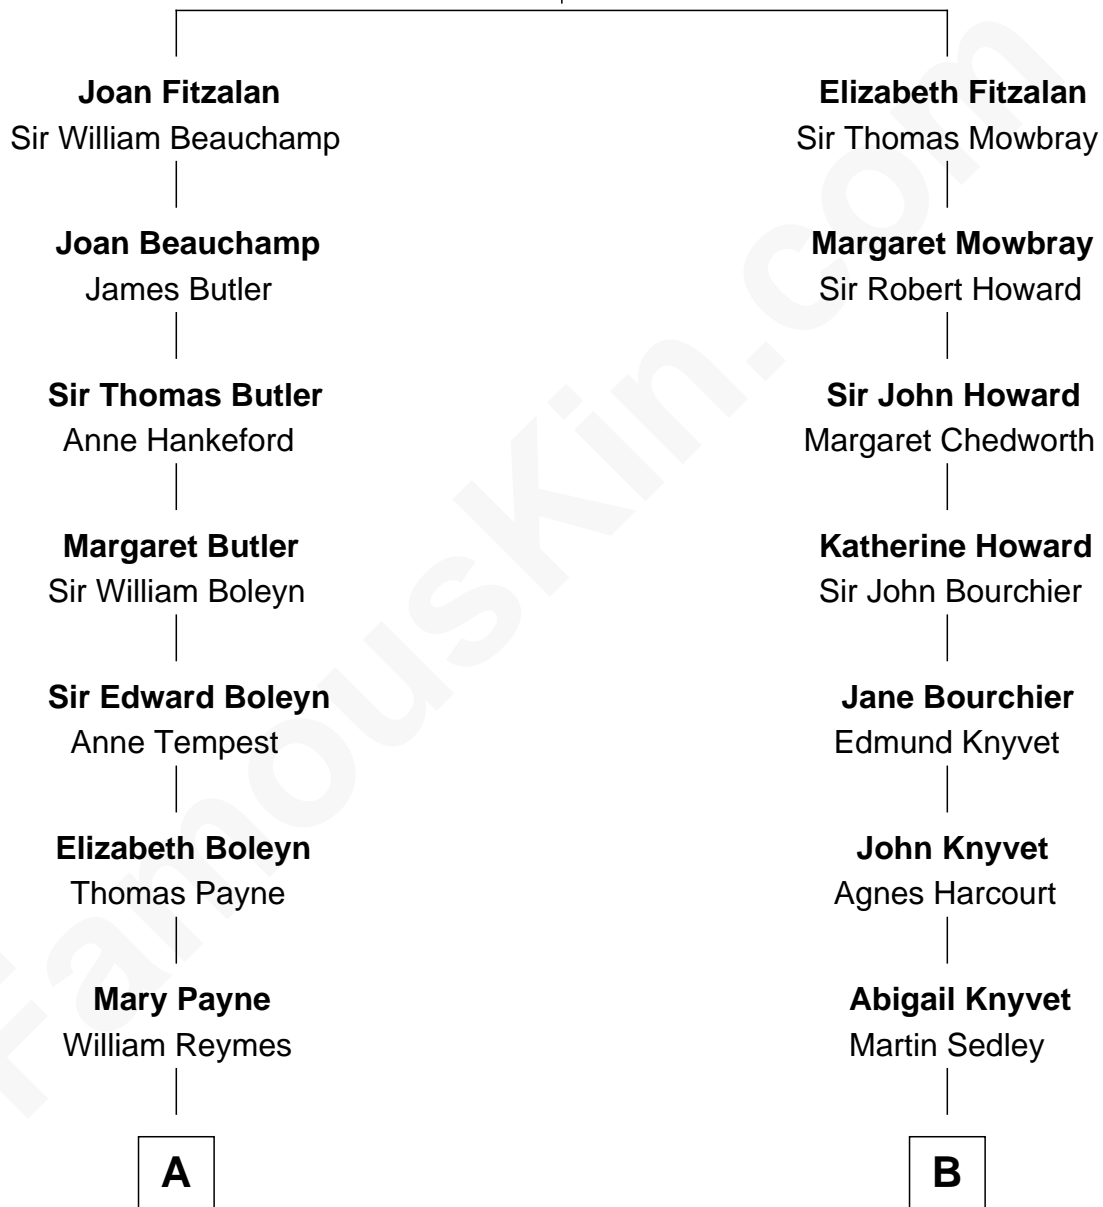 Joan Fitzalan
Sir William Beauchamp
Joan Beauchamp
James Butler
Sir Thomas Butler
Anne Hankeford
Margaret Butler
Sir William Boleyn
Sir Edward Boleyn
Anne Tempest
Elizabeth Boleyn
Thomas Payne
Mary Payne
William Reymes
A
Elizabeth Fitzalan
Sir Thomas Mowbray
Margaret Mowbray
Sir Robert Howard
Sir John Howard
Margaret Chedworth
Katherine Howard
Sir John Bourchier
Jane Bourchier
Edmund Knyvet
John Knyvet
Agnes Harcourt
Abigail Knyvet
Martin Sedley
B
FamousKin.com